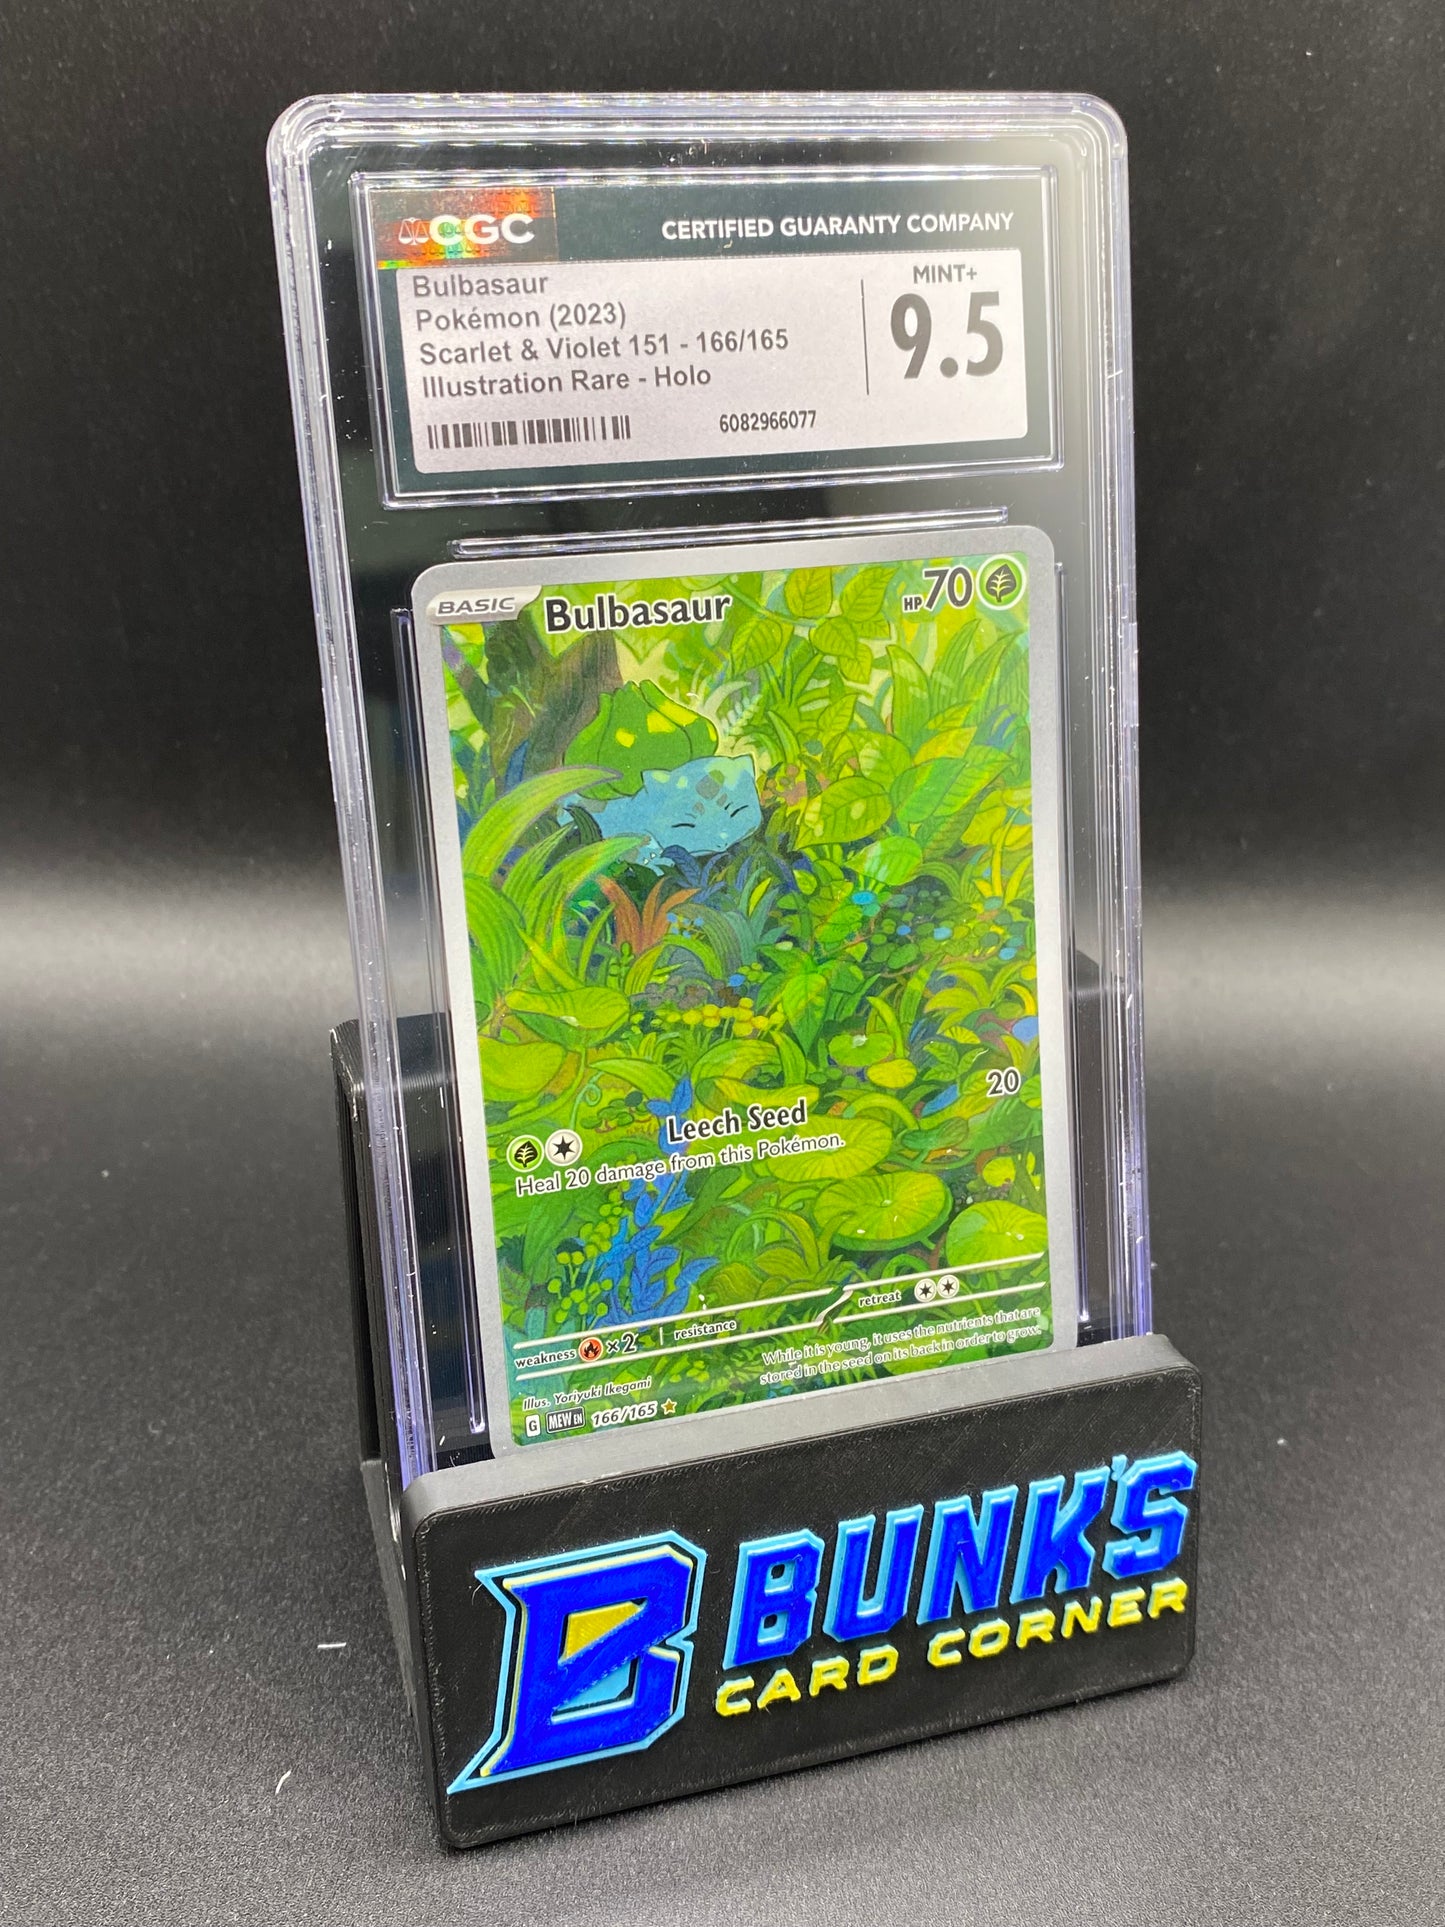 CGC CERTIFIED GUARANTY COMPANY
Bulbasaur
Pokémon (2023)
Scarlet & Violet 151 - 166/165
Illustration Rare - Holo
MINT+
9.5
6082966077
BASIC Bulbasaur HP 70
Leech Seed 20
Heal 20 damage from this Pokémon.
weakness ×2 resistance retreat
While it is young, it uses the nutrients that are
stored in the seed on its back in order to grow.
Illus. Yoriyuki Ikegami
G MEW EN 166/165
B BUNK'S
CARD CORNER